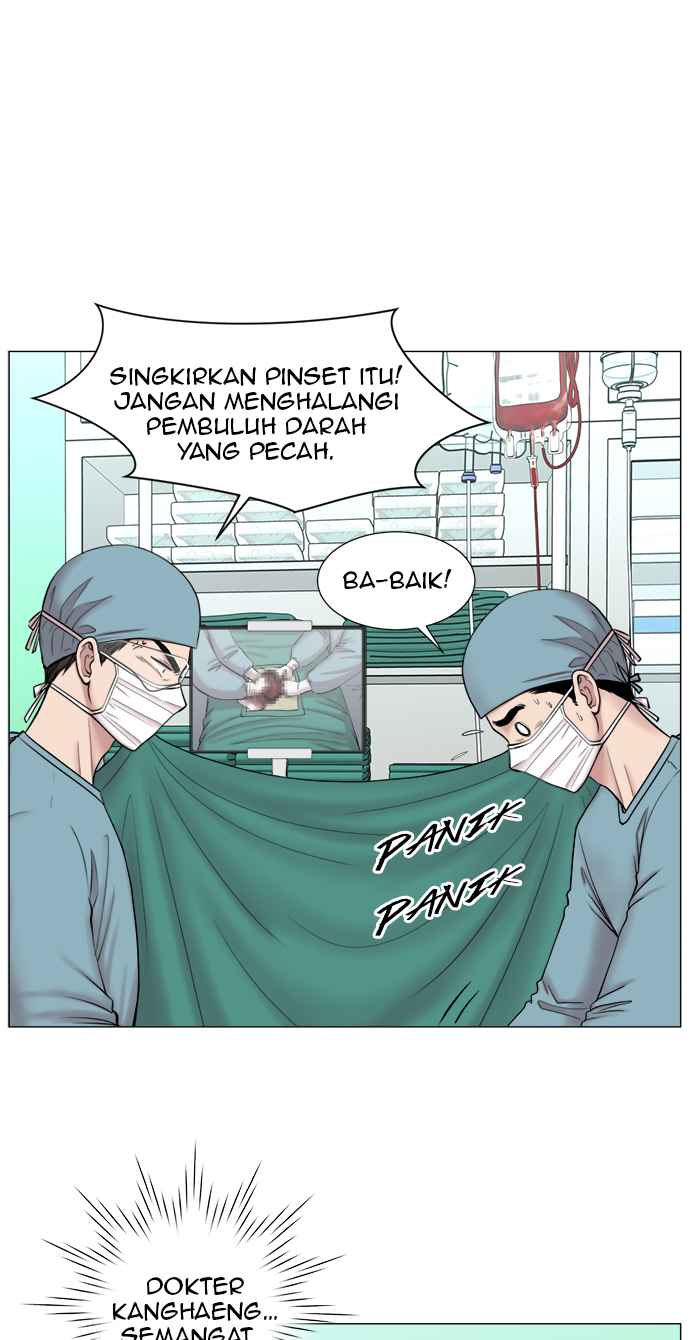 SINGKIRKAN PINSET ITU!
JANGAN MENGHALANGI
PEMBULUH DARAH
YANG PECAH.
BA-BAIK!
PANIK
PANIK
DOKTER
KANGHAENG...
SEMANGAT